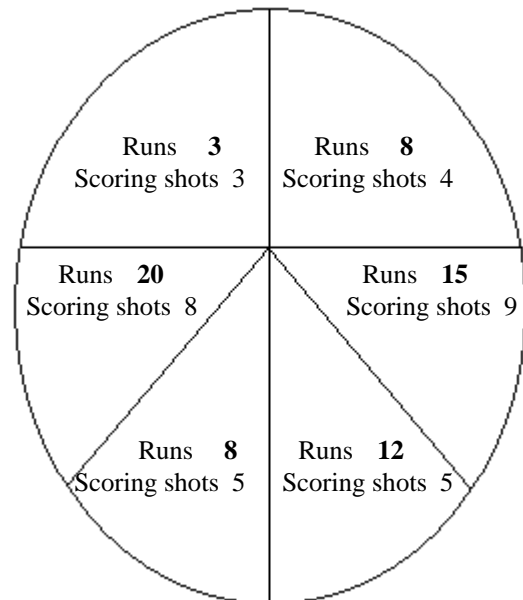 Runs 3
Scoring shots 3
Runs 8
Scoring shots 4
Runs 20
Scoring shots 8
Runs 15
Scoring shots 9
Runs 8
Scoring shots 5
Runs 12
Scoring shots 5